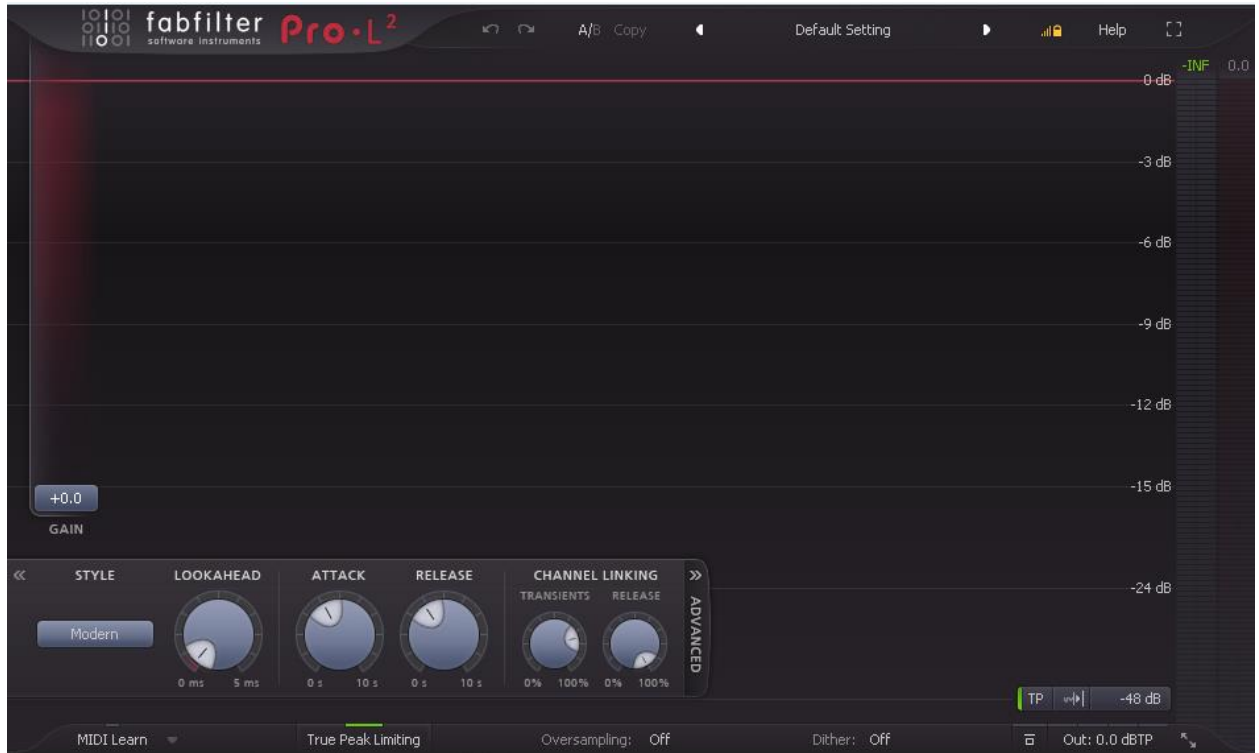 fabfilter
software instruments
Pro·L²
A/B Copy
Default Setting
Help
-INF 0.0
0 dB
-3 dB
-6 dB
-9 dB
-12 dB
-15 dB
+0.0
GAIN
STYLE LOOKAHEAD ATTACK RELEASE CHANNEL LINKING
TRANSIENTS RELEASE
-24 dB
Modern
ADVANCED
0 ms 5 ms 0 s 10 s 0 s 10 s 0% 100% 0% 100%
TP -48 dB
MIDI Learn True Peak Limiting Oversampling: Off Dither: Off Out: 0.0 dBTP